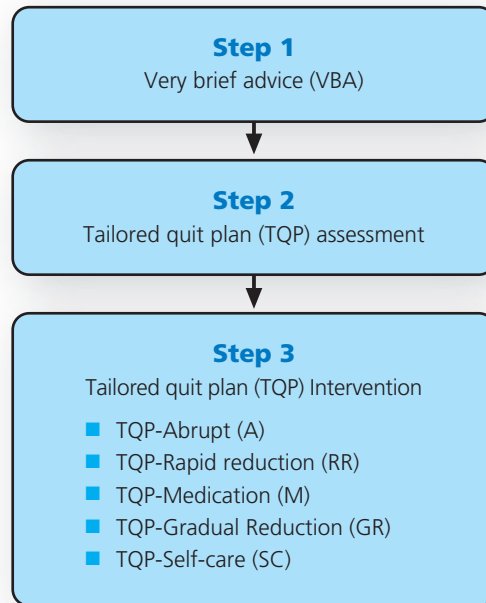 Step 1
Very brief advice (VBA)
Step 2
Tailored quit plan (TQP) assessment
Step 3
Tailored quit plan (TQP) Intervention
TQP-Abrupt (A)
TQP-Rapid reduction (RR)
TQP-Medication (M)
TQP-Gradual Reduction (GR)
TQP-Self-care (SC)